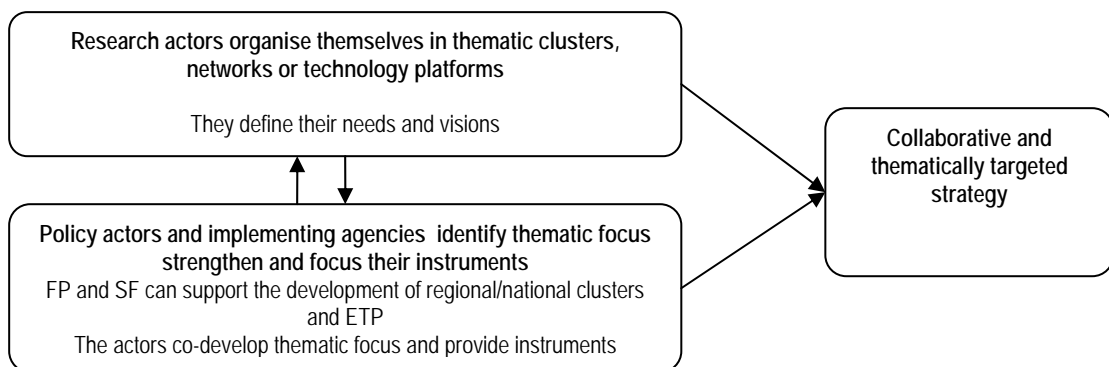 Research actors organise themselves in thematic clusters,
networks or technology platforms
They define their needs and visions
Policy actors and implementing agencies identify thematic focus
strengthen and focus their instruments
FP and SF can support the development of regional/national clusters
and ETP
The actors co-develop thematic focus and provide instruments
Collaborative and
thematically targeted
strategy